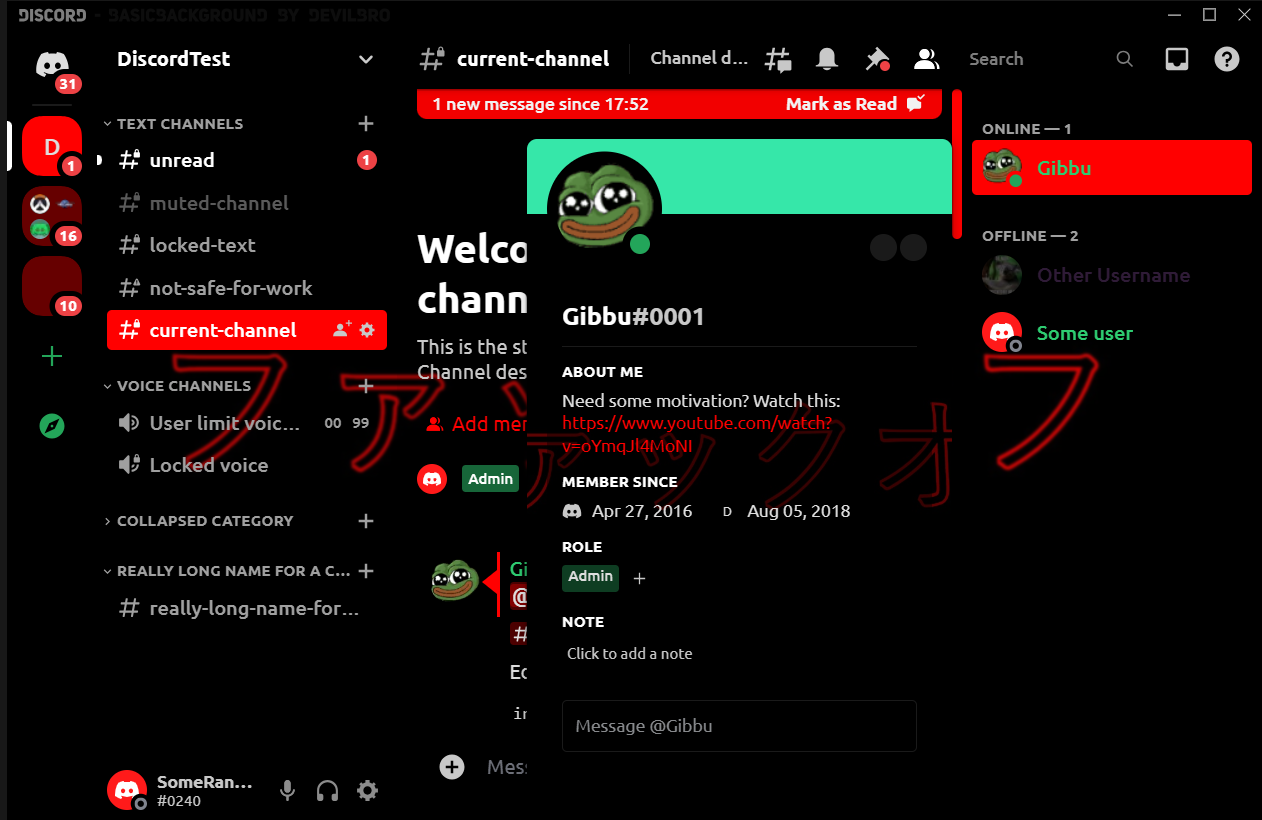 DISCORD - BASICBACKGROUND BY DEVILBRO
31
DiscordTest
current-channel
Channel d...
Search
1 new message since 17:52
Mark as Read
TEXT CHANNELS
D
1
unread
1
muted-channel
16
locked-text
not-safe-for-work
10
current-channel
VOICE CHANNELS
User limit voic...
00 99
Locked voice
COLLAPSED CATEGORY
REALLY LONG NAME FOR A C...
really-long-name-for...
SomeRan...
#0240
Welco
chann
This is the st
Channel des
Add mer
Admin
Gi
@
#
Ec
Mess
Gibbu#0001
ABOUT ME
Need some motivation? Watch this:
https://www.youtube.com/watch?
v=oYmqJl4MoNI
MEMBER SINCE
Apr 27, 2016
D
Aug 05, 2018
ROLE
Admin
+
NOTE
Click to add a note
Message @Gibbu
ONLINE — 1
Gibbu
OFFLINE — 2
Other Username
Some user
ファッ
ァックオフ